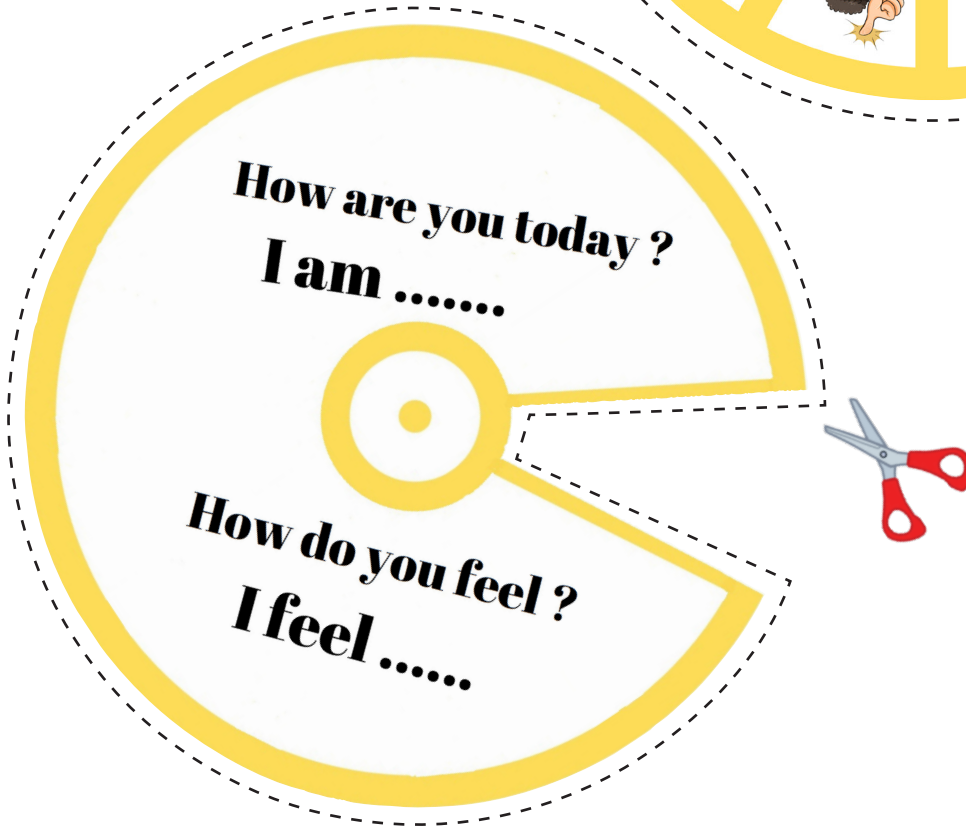 How are you today ?
I am .......
How do you feel ?
I feel ......